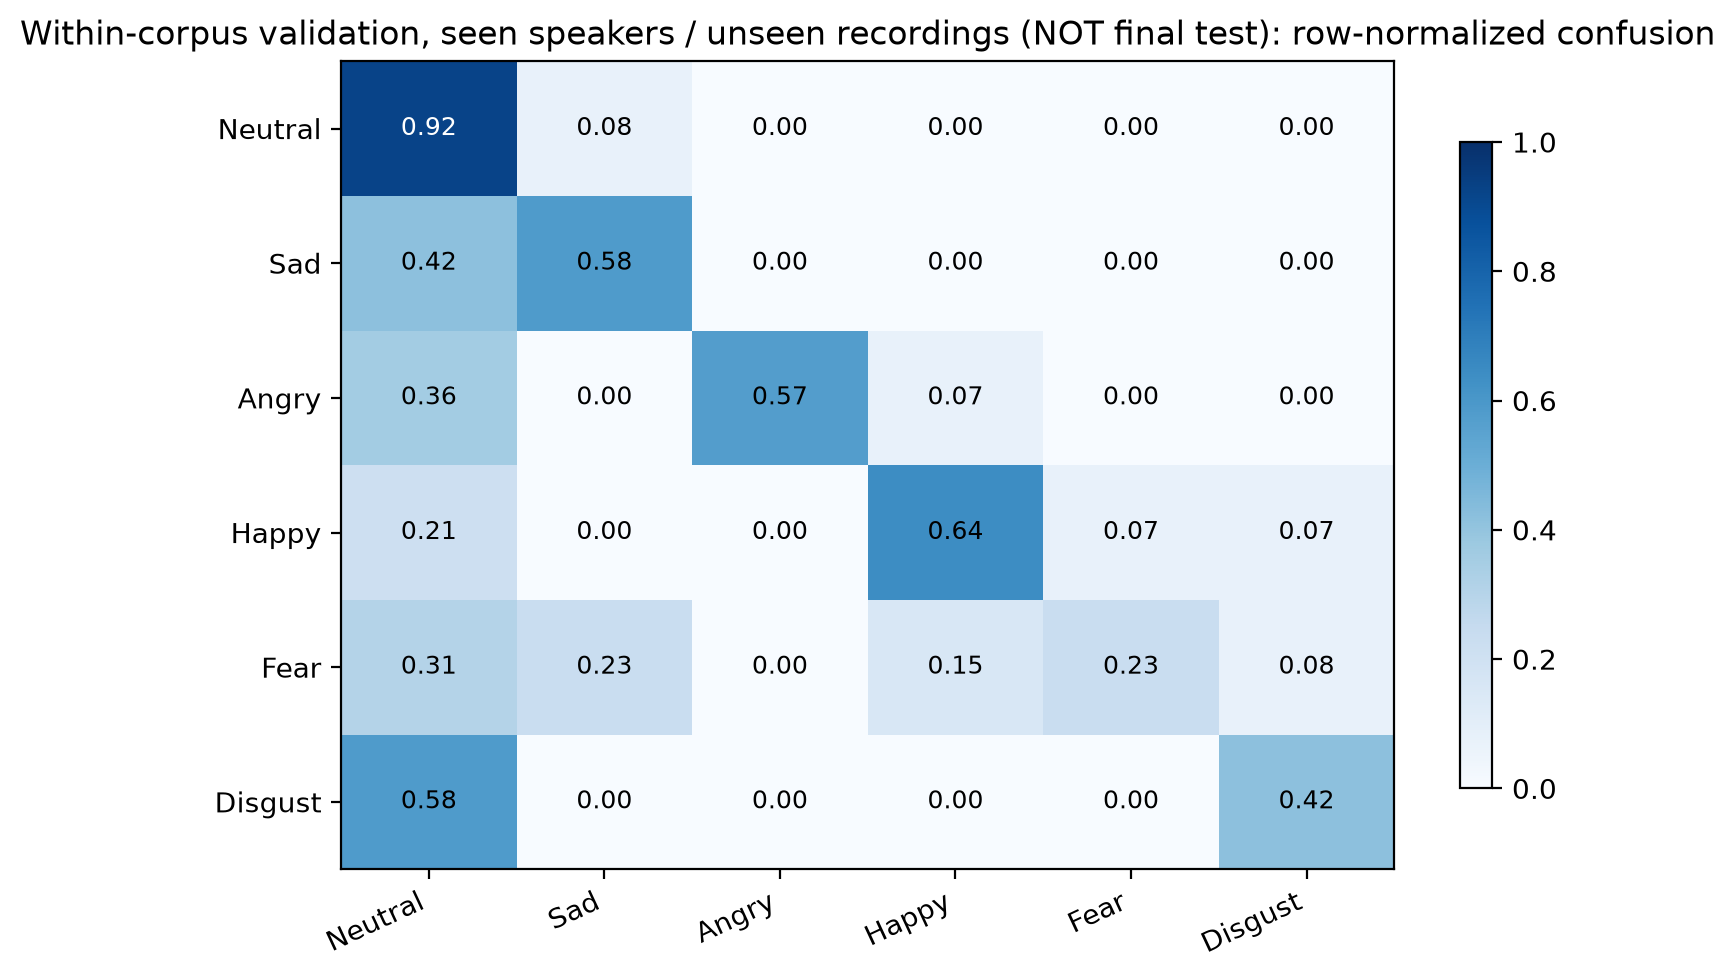 Within-corpus validation, seen speakers / unseen recordings (NOT final test): row-normalized confusion
Neutral 0.92 0.08 0.00 0.00 0.00 0.00
Sad 0.42 0.58 0.00 0.00 0.00 0.00
Angry 0.36 0.00 0.57 0.07 0.00 0.00
Happy 0.21 0.00 0.00 0.64 0.07 0.07
Fear 0.31 0.23 0.00 0.15 0.23 0.08
Disgust 0.58 0.00 0.00 0.00 0.00 0.42
Neutral Sad Angry Happy Fear Disgust
1.0
0.8
0.6
0.4
0.2
0.0